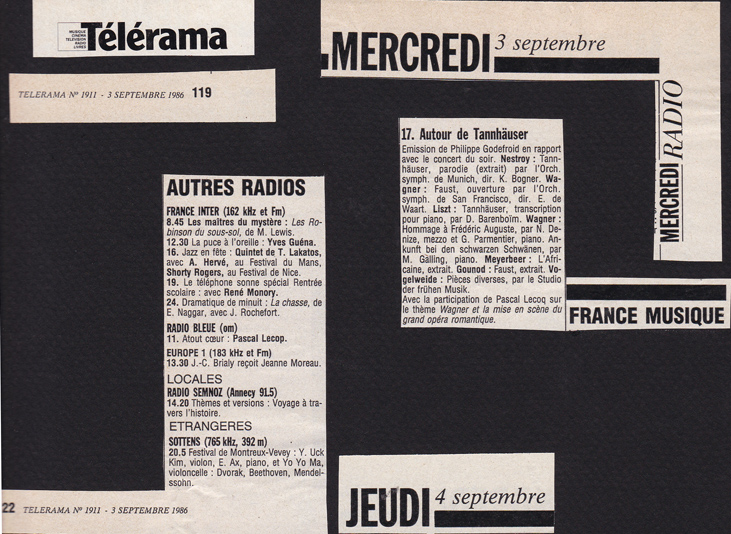 MUSIQUE
CINEMA
TELEVISION
RADIO
LIVRES
Télérama
TELERAMA Nº 1911 - 3 SEPTEMBRE 1986 119
MERCREDI 3 septembre
MERCREDI RADIO
17. Autour de Tannhäuser
Emission de Philippe Godefroid en rapport
avec le concert du soir. Nestroy : Tann-
häuser, parodie (extrait) par l'Orch.
symph. de Munich, dir. K. Bogner. Wa-
gner : Faust, ouverture par l'Orch.
symph. de San Francisco, dir. E. de
Waart. Liszt : Tannhäuser, transcription
pour piano, par D. Barenboïm. Wagner :
Hommage à Frédéric Auguste, par N. De-
nize, mezzo et G. Parmentier, piano. An-
kunft bei den schwarzen Schwänen, par
M. Gälling, piano. Meyerbeer : L'Afri-
caine, extrait. Gounod : Faust, extrait. Vo-
gelweide : Pièces diverses, par le Studio
der frühen Musik.
Avec la participation de Pascal Lecoq sur
le thème Wagner et la mise en scène du
grand opéra romantique.
FRANCE MUSIQUE
AUTRES RADIOS
FRANCE INTER (162 kHz et Fm)
8.45 Les maîtres du mystère : Les Ro-
binson du sous-sol, de M. Lewis.
12.30 La puce à l'oreille : Yves Guéna.
16. Jazz en fête : Quintet de T. Lakatos,
avec A. Hervé, au Festival du Mans,
Shorty Rogers, au Festival de Nice.
19. Le téléphone sonne spécial Rentrée
scolaire : avec René Monory.
24. Dramatique de minuit : La chasse, de
E. Naggar, avec J. Rochefort.
RADIO BLEUE (om)
11. Atout cœur : Pascal Lecop.
EUROPE 1 (183 kHz et Fm)
13.30 J.-C. Brialy reçoit Jeanne Moreau.
LOCALES
RADIO SEMNOZ (Annecy 91.5)
14.20 Thèmes et versions : Voyage à tra-
vers l'histoire.
ETRANGERES
SOTTENS (765 kHz, 392 m)
20.5 Festival de Montreux-Vevey : Y. Uck
Kim, violon, E. Ax, piano, et Yo Yo Ma,
violoncelle : Dvorak, Beethoven, Mendel-
ssohn.
22 TELERAMA Nº 1911 - 3 SEPTEMBRE 1986
JEUDI 4 septembre